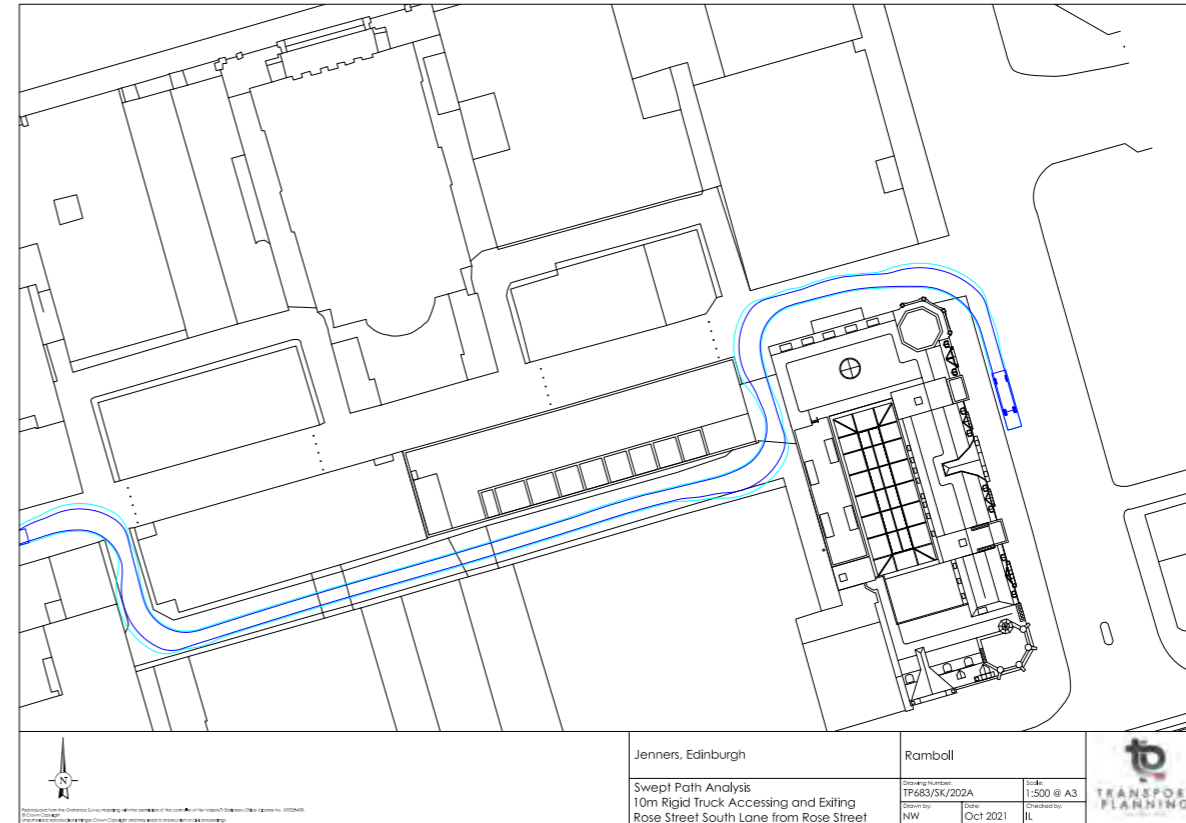 N
Jenners, Edinburgh
Swept Path Analysis
10m Rigid Truck Accessing and Exiting
Rose Street South Lane from Rose Street
Ramboll
Drawing Number:
TP683/SK/202A
Scale:
1:500 @ A3
Drawn by:
NW
Date:
Oct 2021
Checked by:
IL
TRANSPOR
PLANNING
© Crown Copyright